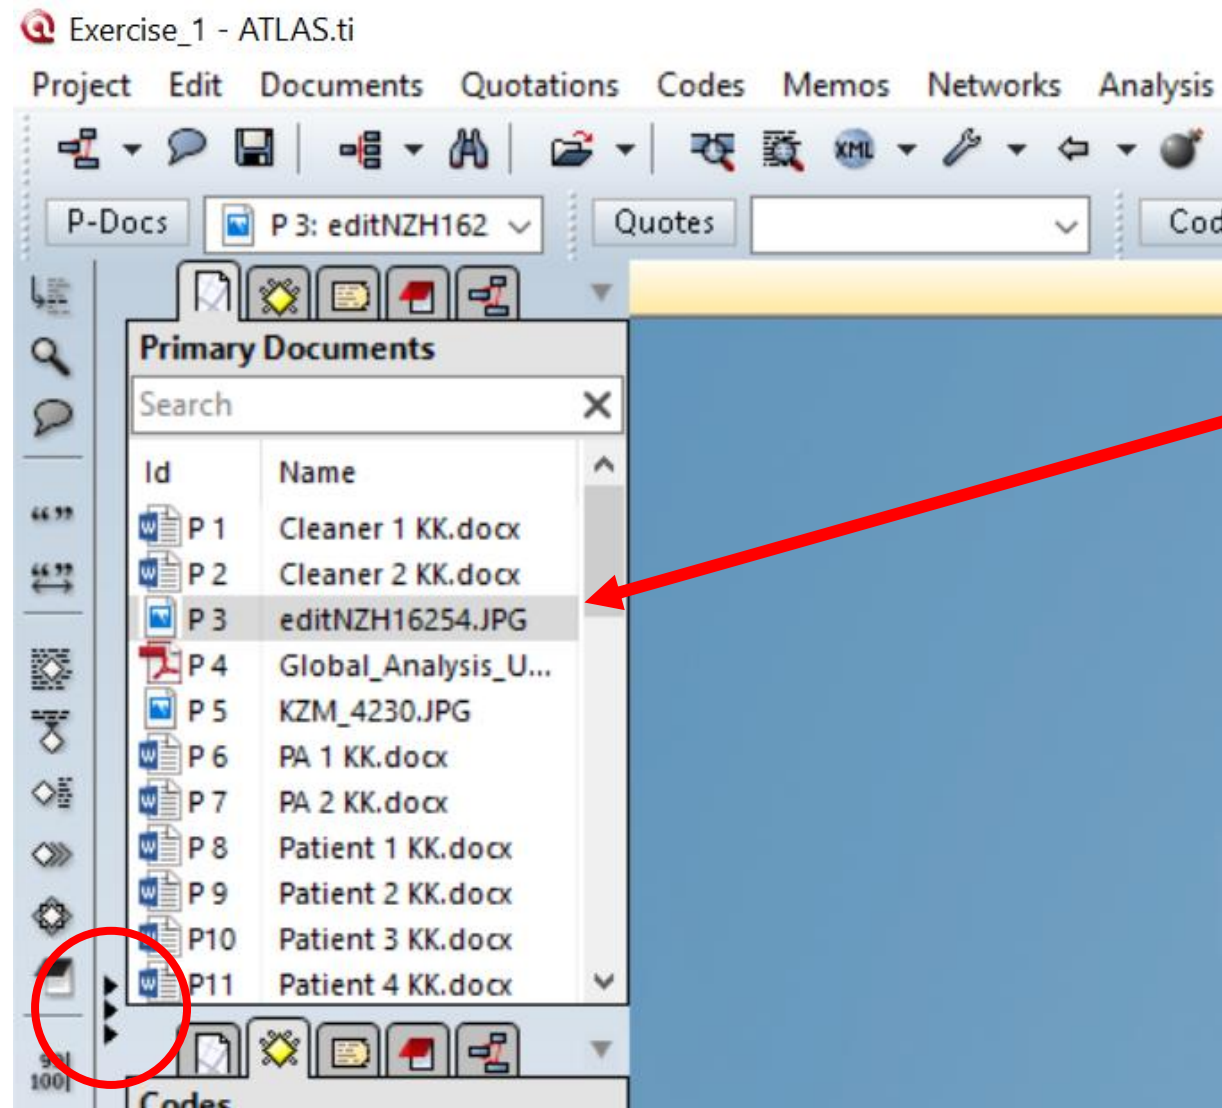 Exercise_1 - ATLAS.ti
Project Edit Documents Quotations Codes Memos Networks Analysis
XML
P-Docs P 3: editNZH162 Quotes Cod
Primary Documents
Search
Id Name
P 1 Cleaner 1 KK.docx
P 2 Cleaner 2 KK.docx
P 3 editNZH16254.JPG
P 4 Global_Analysis_U...
P 5 KZM_4230.JPG
P 6 PA 1 KK.docx
P 7 PA 2 KK.docx
P 8 Patient 1 KK.docx
P 9 Patient 2 KK.docx
P10 Patient 3 KK.docx
P11 Patient 4 KK.docx
100
Codes